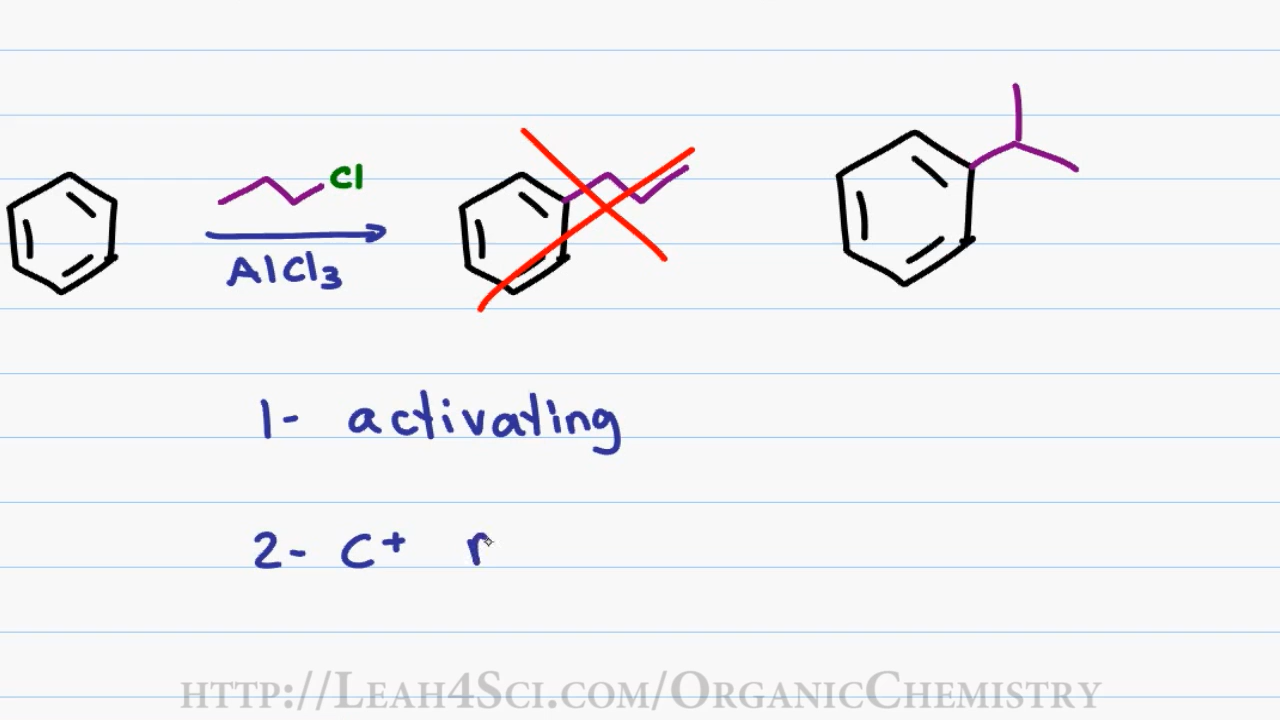 Cl
AlCl3
1- activating
2- C+ r
HTTP://LEAH4SCI.COM/ORGANICCHEMISTRY